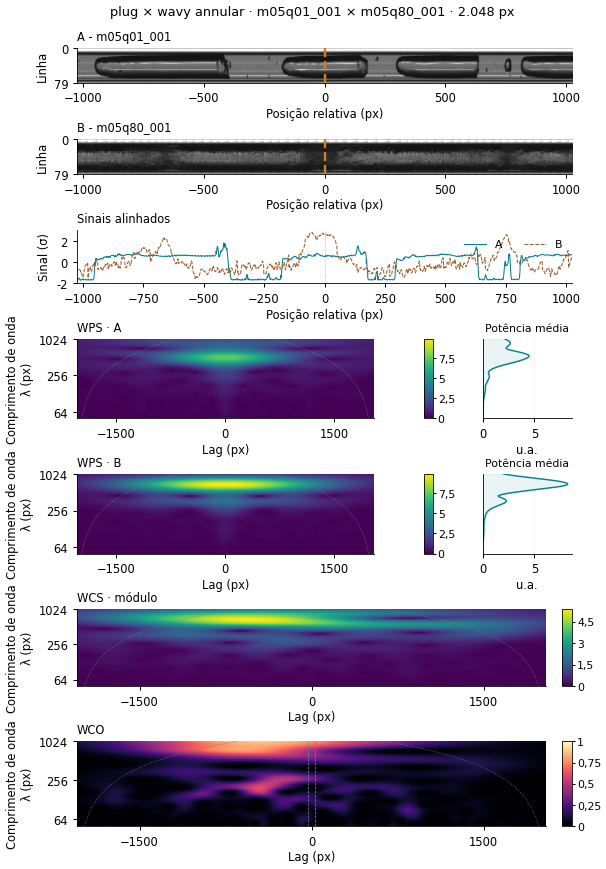 plug × wavy annular · m05q01_001 × m05q80_001 · 2.048 px
A - m05q01_001
0
79
Linha
−1000 −500 0 500 1000
Posição relativa (px)
B - m05q80_001
0
79
Linha
−1000 −500 0 500 1000
Posição relativa (px)
Sinais alinhados
2
0
-2
Sinal (σ)
A B
−1000 −750 −500 −250 0 250 500 750 1000
Posição relativa (px)
WPS · A
1024
256
64
Comprimento de onda
λ (px)
−1500 0 1500
Lag (px)
7,5
5
2,5
0
Potência média
0 5
u.a.
WPS · B
1024
256
64
Comprimento de onda
λ (px)
−1500 0 1500
Lag (px)
7,5
5
2,5
0
Potência média
0 5
u.a.
WCS · módulo
1024
256
64
Comprimento de onda
λ (px)
−1500 0 1500
Lag (px)
4,5
3
1,5
0
WCO
1024
256
64
Comprimento de onda
λ (px)
−1500 0 1500
Lag (px)
1
0,75
0,5
0,25
0